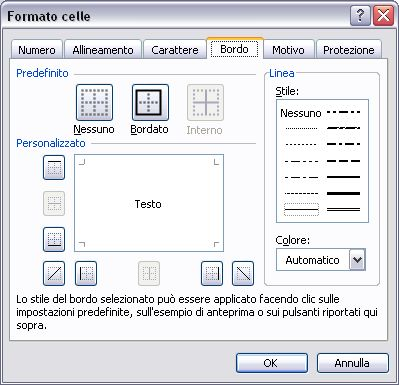 Formato celle
Numero Allineamento Carattere Bordo Motivo Protezione
Predefinito
Nessuno Bordato Interno
Personalizzato
Testo
Linea
Stile:
Nessuno
Colore:
Automatico
Lo stile del bordo selezionato può essere applicato facendo clic sulle
impostazioni predefinite, sull'esempio di anteprima o sui pulsanti riportati qui
sopra.
OK Annulla